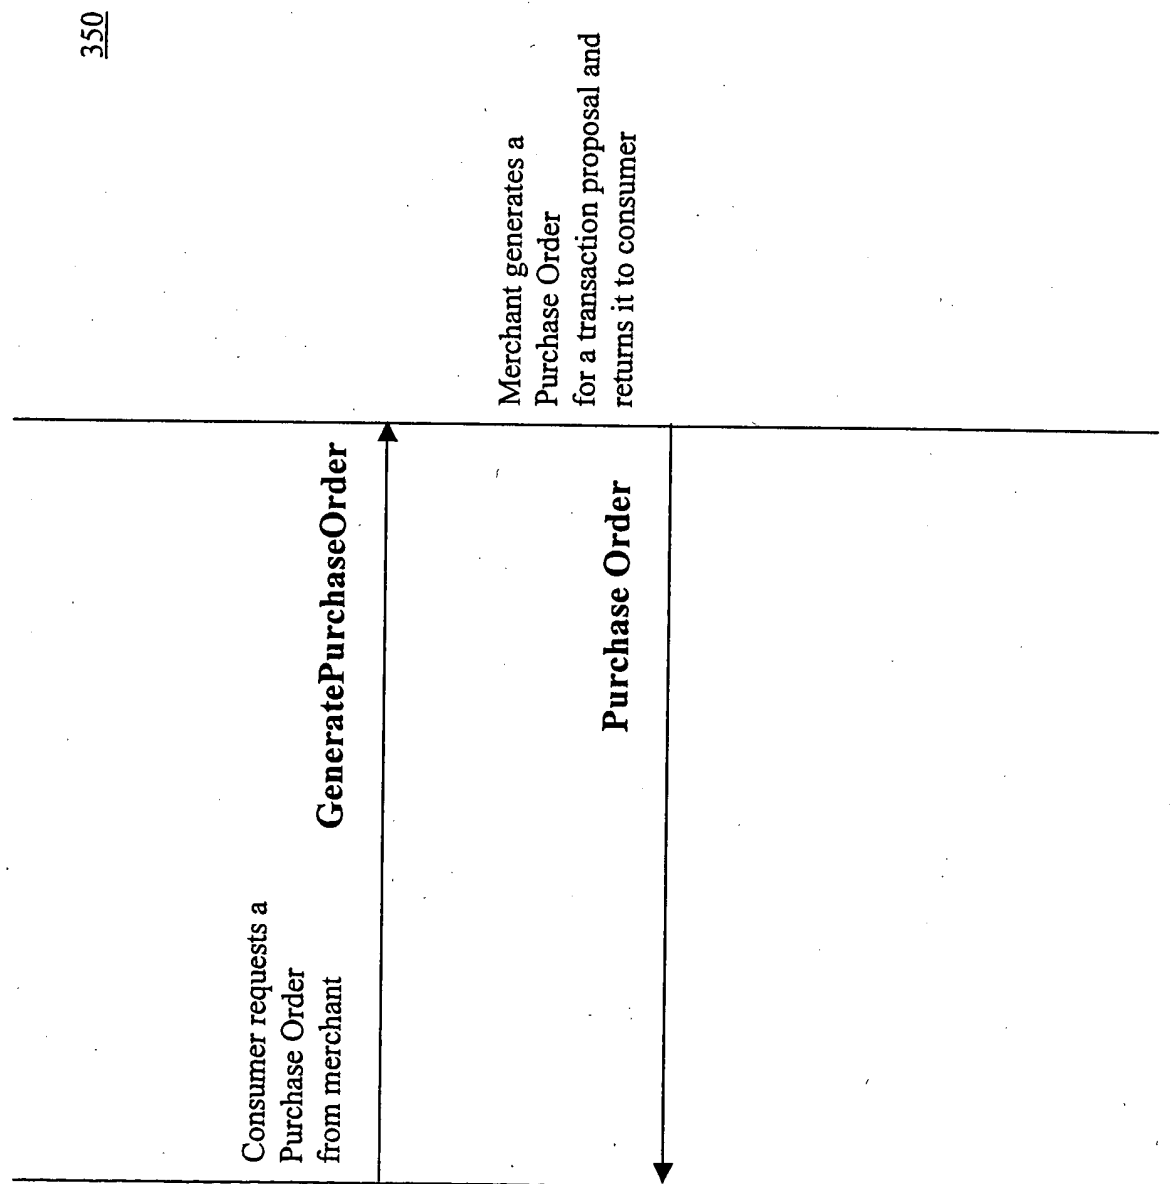 350
Consumer requests a
Purchase Order
from merchant
GeneratePurchaseOrder
Merchant generates a
Purchase Order
for a transaction proposal and
returns it to consumer
Purchase Order